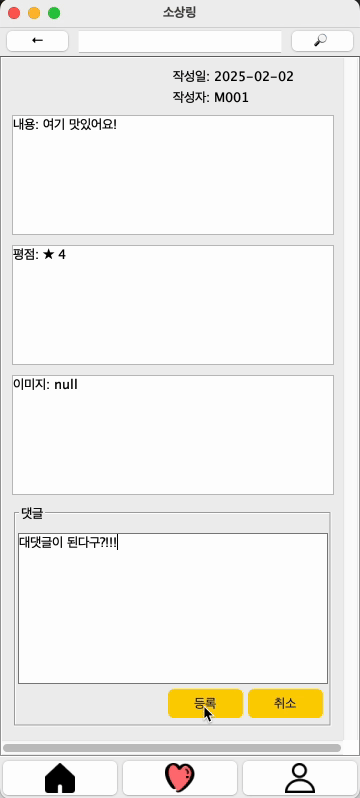 소상링
←
작성일: 2025-02-02
작성자: M001
내용: 여기 맛있어요!
평점: ★ 4
이미지: null
댓글
대댓글이 된다구?!!!
등록
취소